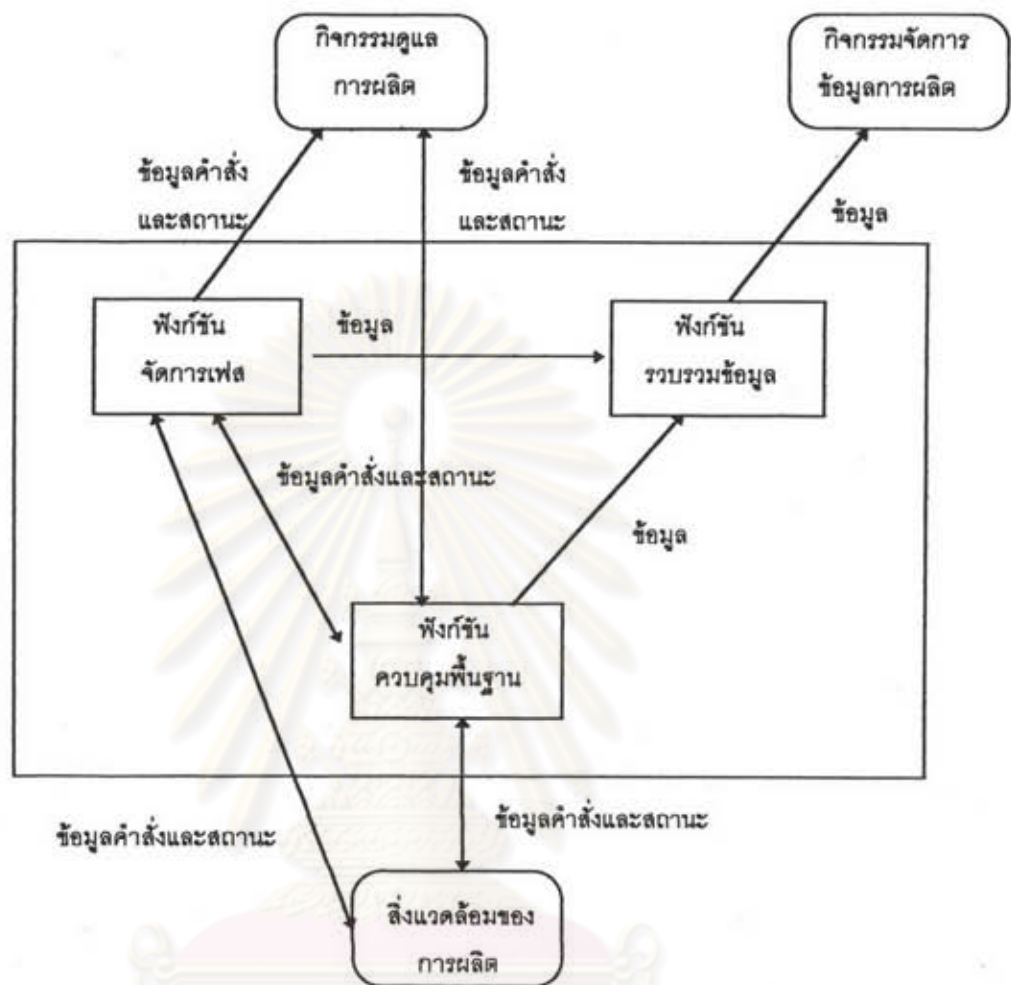 กิจกรรมดูแล
การผลิต
กิจกรรมจัดการ
ข้อมูลการผลิต
ข้อมูลคำสั่ง
และสถานะ
ข้อมูลคำสั่ง
และสถานะ
ข้อมูล
ฟังก์ชัน
จัดการเฟส
ข้อมูล
ฟังก์ชัน
รวบรวมข้อมูล
ข้อมูลคำสั่งและสถานะ
ข้อมูล
ฟังก์ชัน
ควบคุมพื้นฐาน
ข้อมูลคำสั่งและสถานะ
ข้อมูลคำสั่งและสถานะ
สิ่งแวดล้อมของ
การผลิต